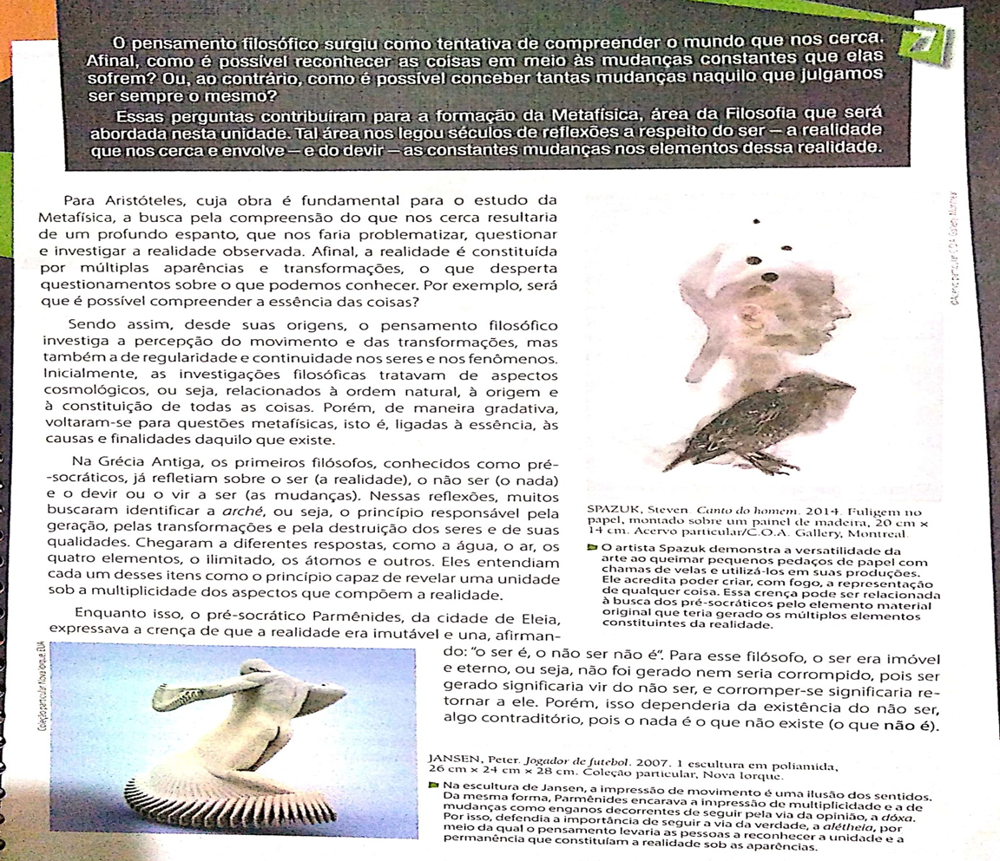 7
O pensamento filosófico surgiu como tentativa de compreender o mundo que nos cerca.
Afinal, como é possível reconhecer as coisas em meio às mudanças constantes que elas
sofrem? Ou, ao contrário, como é possível conceber tantas mudanças naquilo que julgamos
ser sempre o mesmo?
Essas perguntas contribuíram para a formação da Metafísica, área da Filosofia que será
abordada nesta unidade. Tal área nos legou séculos de reflexões a respeito do ser – a realidade
que nos cerca e envolve – e do devir – as constantes mudanças nos elementos dessa realidade.
Para Aristóteles, cuja obra é fundamental para o estudo da
Metafísica, a busca pela compreensão do que nos cerca resultaria
de um profundo espanto, que nos faria problematizar, questionar
e investigar a realidade observada. Afinal, a realidade é constituída
por múltiplas aparências e transformações, o que desperta
questionamentos sobre o que podemos conhecer. Por exemplo, será
que é possível compreender a essência das coisas?
Sendo assim, desde suas origens, o pensamento filosófico
investiga a percepção do movimento e das transformações, mas
também a de regularidade e continuidade nos seres e nos fenômenos.
Inicialmente, as investigações filosóficas tratavam de aspectos
cosmológicos, ou seja, relacionados à ordem natural, à origem e
à constituição de todas as coisas. Porém, de maneira gradativa,
voltaram-se para questões metafísicas, isto é, ligadas à essência, às
causas e finalidades daquilo que existe.
Na Grécia Antiga, os primeiros filósofos, conhecidos como pré-
-socráticos, já refletiam sobre o ser (a realidade), o não ser (o nada)
e o devir ou o vir a ser (as mudanças). Nessas reflexões, muitos
buscaram identificar a arché, ou seja, o princípio responsável pela
geração, pelas transformações e pela destruição dos seres e de suas
qualidades. Chegaram a diferentes respostas, como a água, o ar, os
quatro elementos, o ilimitado, os átomos e outros. Eles entendiam
cada um desses itens como o princípio capaz de revelar uma unidade
sob a multiplicidade dos aspectos que compõem a realidade.
Enquanto isso, o pré-socrático Parmênides, da cidade de Eleia,
expressava a crença de que a realidade era imutável e una, afirman-
do: "o ser é, o não ser não é". Para esse filósofo, o ser era imóvel
e eterno, ou seja, não foi gerado nem seria corrompido, pois ser
gerado significaria vir do não ser, e corromper-se significaria re-
tornar a ele. Porém, isso dependeria da existência do não ser,
algo contraditório, pois o nada é o que não existe (o que não é).
©Acervo particular/C.O.A. Gallery, Montreal
SPAZUK, Steven. Canto do homem. 2014. Fuligem no
papel, montado sobre um painel de madeira, 20 cm ×
14 cm. Acervo particular/C.O.A. Gallery, Montreal.
O artista Spazuk demonstra a versatilidade da
arte ao queimar pequenos pedaços de papel com
chamas de velas e utilizá-los em suas produções.
Ele acredita poder criar, com fogo, a representação
de qualquer coisa. Essa crença pode ser relacionada
à busca dos pré-socráticos pelo elemento material
original que teria gerado os múltiplos elementos
constituintes da realidade.
Coleção particular, Nova Iorque, EUA
JANSEN, Peter. Jogador de futebol. 2007. 1 escultura em poliamida,
26 cm × 24 cm × 28 cm. Coleção particular, Nova Iorque.
Na escultura de Jansen, a impressão de movimento é uma ilusão dos sentidos.
Da mesma forma, Parmênides encarava a impressão de multiplicidade e a de
mudanças como enganos decorrentes de seguir pela via da opinião, a dóxa.
Por isso, defendia a importância de seguir a via da verdade, a alétheia, por
meio da qual o pensamento levaria as pessoas a reconhecer a unidade e a
permanência que constituíam a realidade sob as aparências.